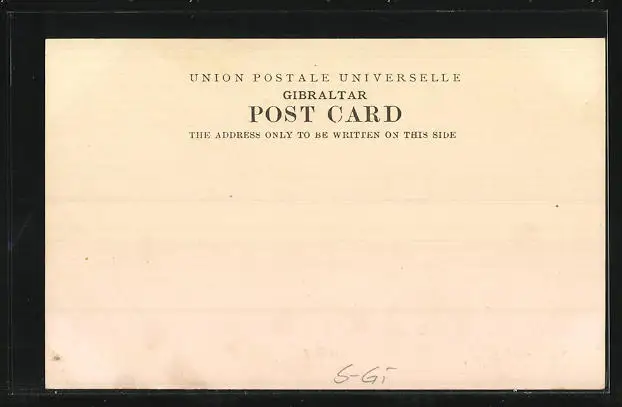 UNION POSTALE UNIVERSELLE
GIBRALTAR
POST CARD
THE ADDRESS ONLY TO BE WRITTEN ON THIS SIDE
S-Gi